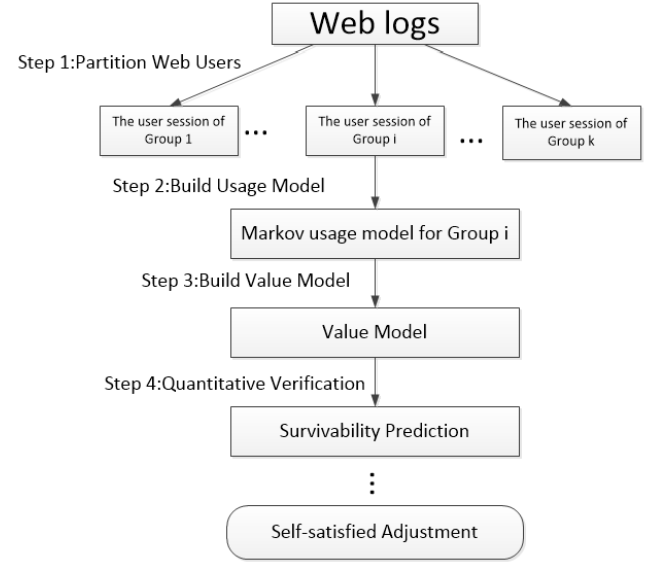 Web logs
Step 1:Partition Web Users
The user session of
Group 1
...
The user session of
Group i
...
The user session of
Group k
Step 2:Build Usage Model
Markov usage model for Group i
Step 3:Build Value Model
Value Model
Step 4:Quantitative Verification
Survivability Prediction
Self-satisfied Adjustment